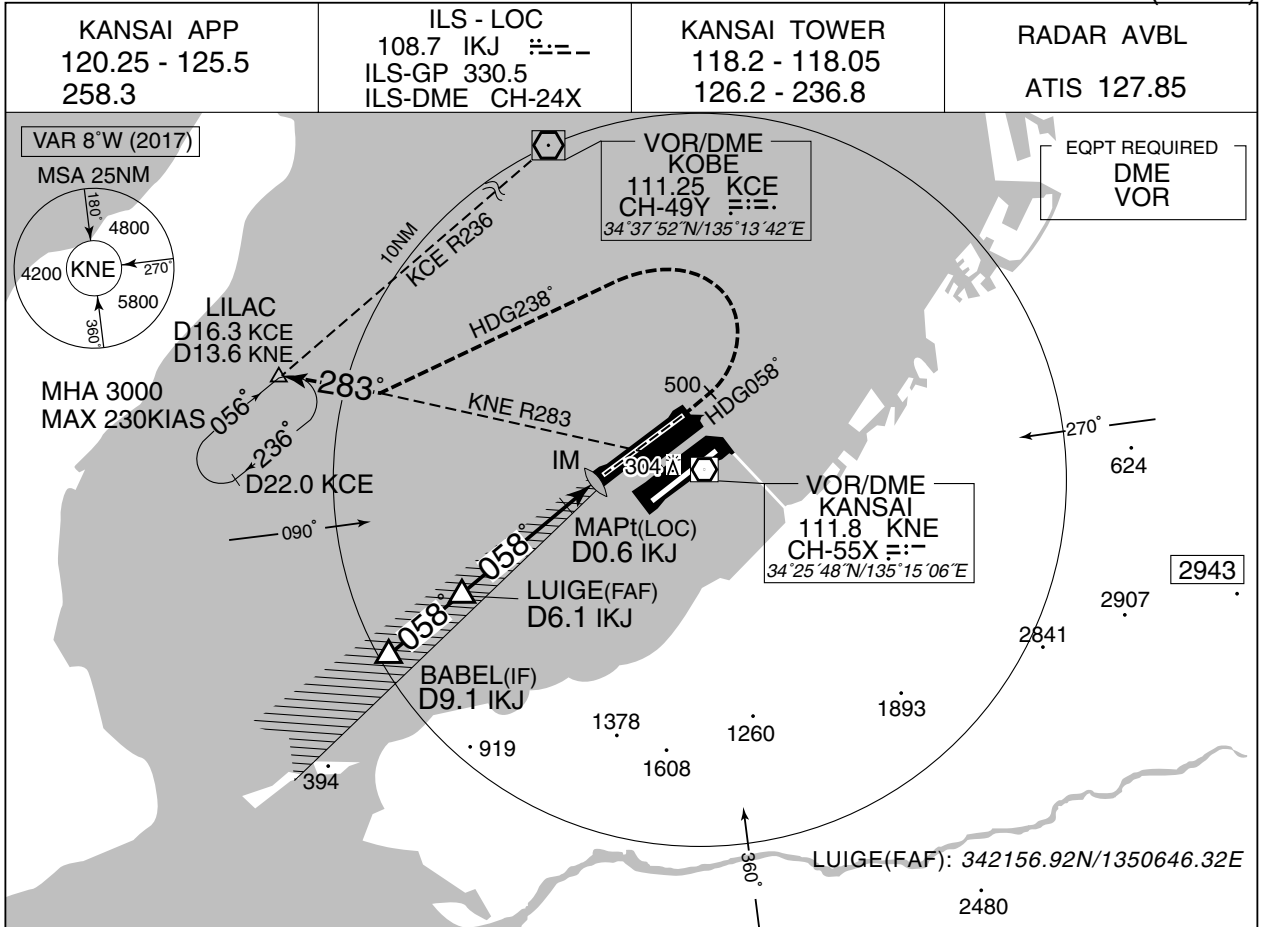 KANSAI APP
120.25 - 125.5
258.3
ILS - LOC
108.7 IKJ
ILS-GP 330.5
ILS-DME CH-24X
KANSAI TOWER
118.2 - 118.05
126.2 - 236.8
RADAR AVBL
ATIS 127.85
VAR 8°W (2017)
MSA 25NM
180°
4800
4200
KNE
270°
5800
360°
VOR/DME
KOBE
111.25 KCE
CH-49Y
34°37´52˝N/135°13´42˝E
EQPT REQUIRED
DME
VOR
10NM
KCE R236
HDG238°
LILAC
D16.3 KCE
D13.6 KNE
283°
MHA 3000
MAX 230KIAS
056°
236°
D22.0 KCE
KNE R283
500
HDG058°
IM
304
270°
624
090°
MAPt(LOC)
D0.6 IKJ
VOR/DME
KANSAI
111.8 KNE
CH-55X
34°25´48˝N/135°15´06˝E
058°
LUIGE(FAF)
D6.1 IKJ
058°
BABEL(IF)
D9.1 IKJ
2943
2907
2841
1893
1378
1260
919
1608
394
360°
LUIGE(FAF): 342156.92N/1350646.32E
2480